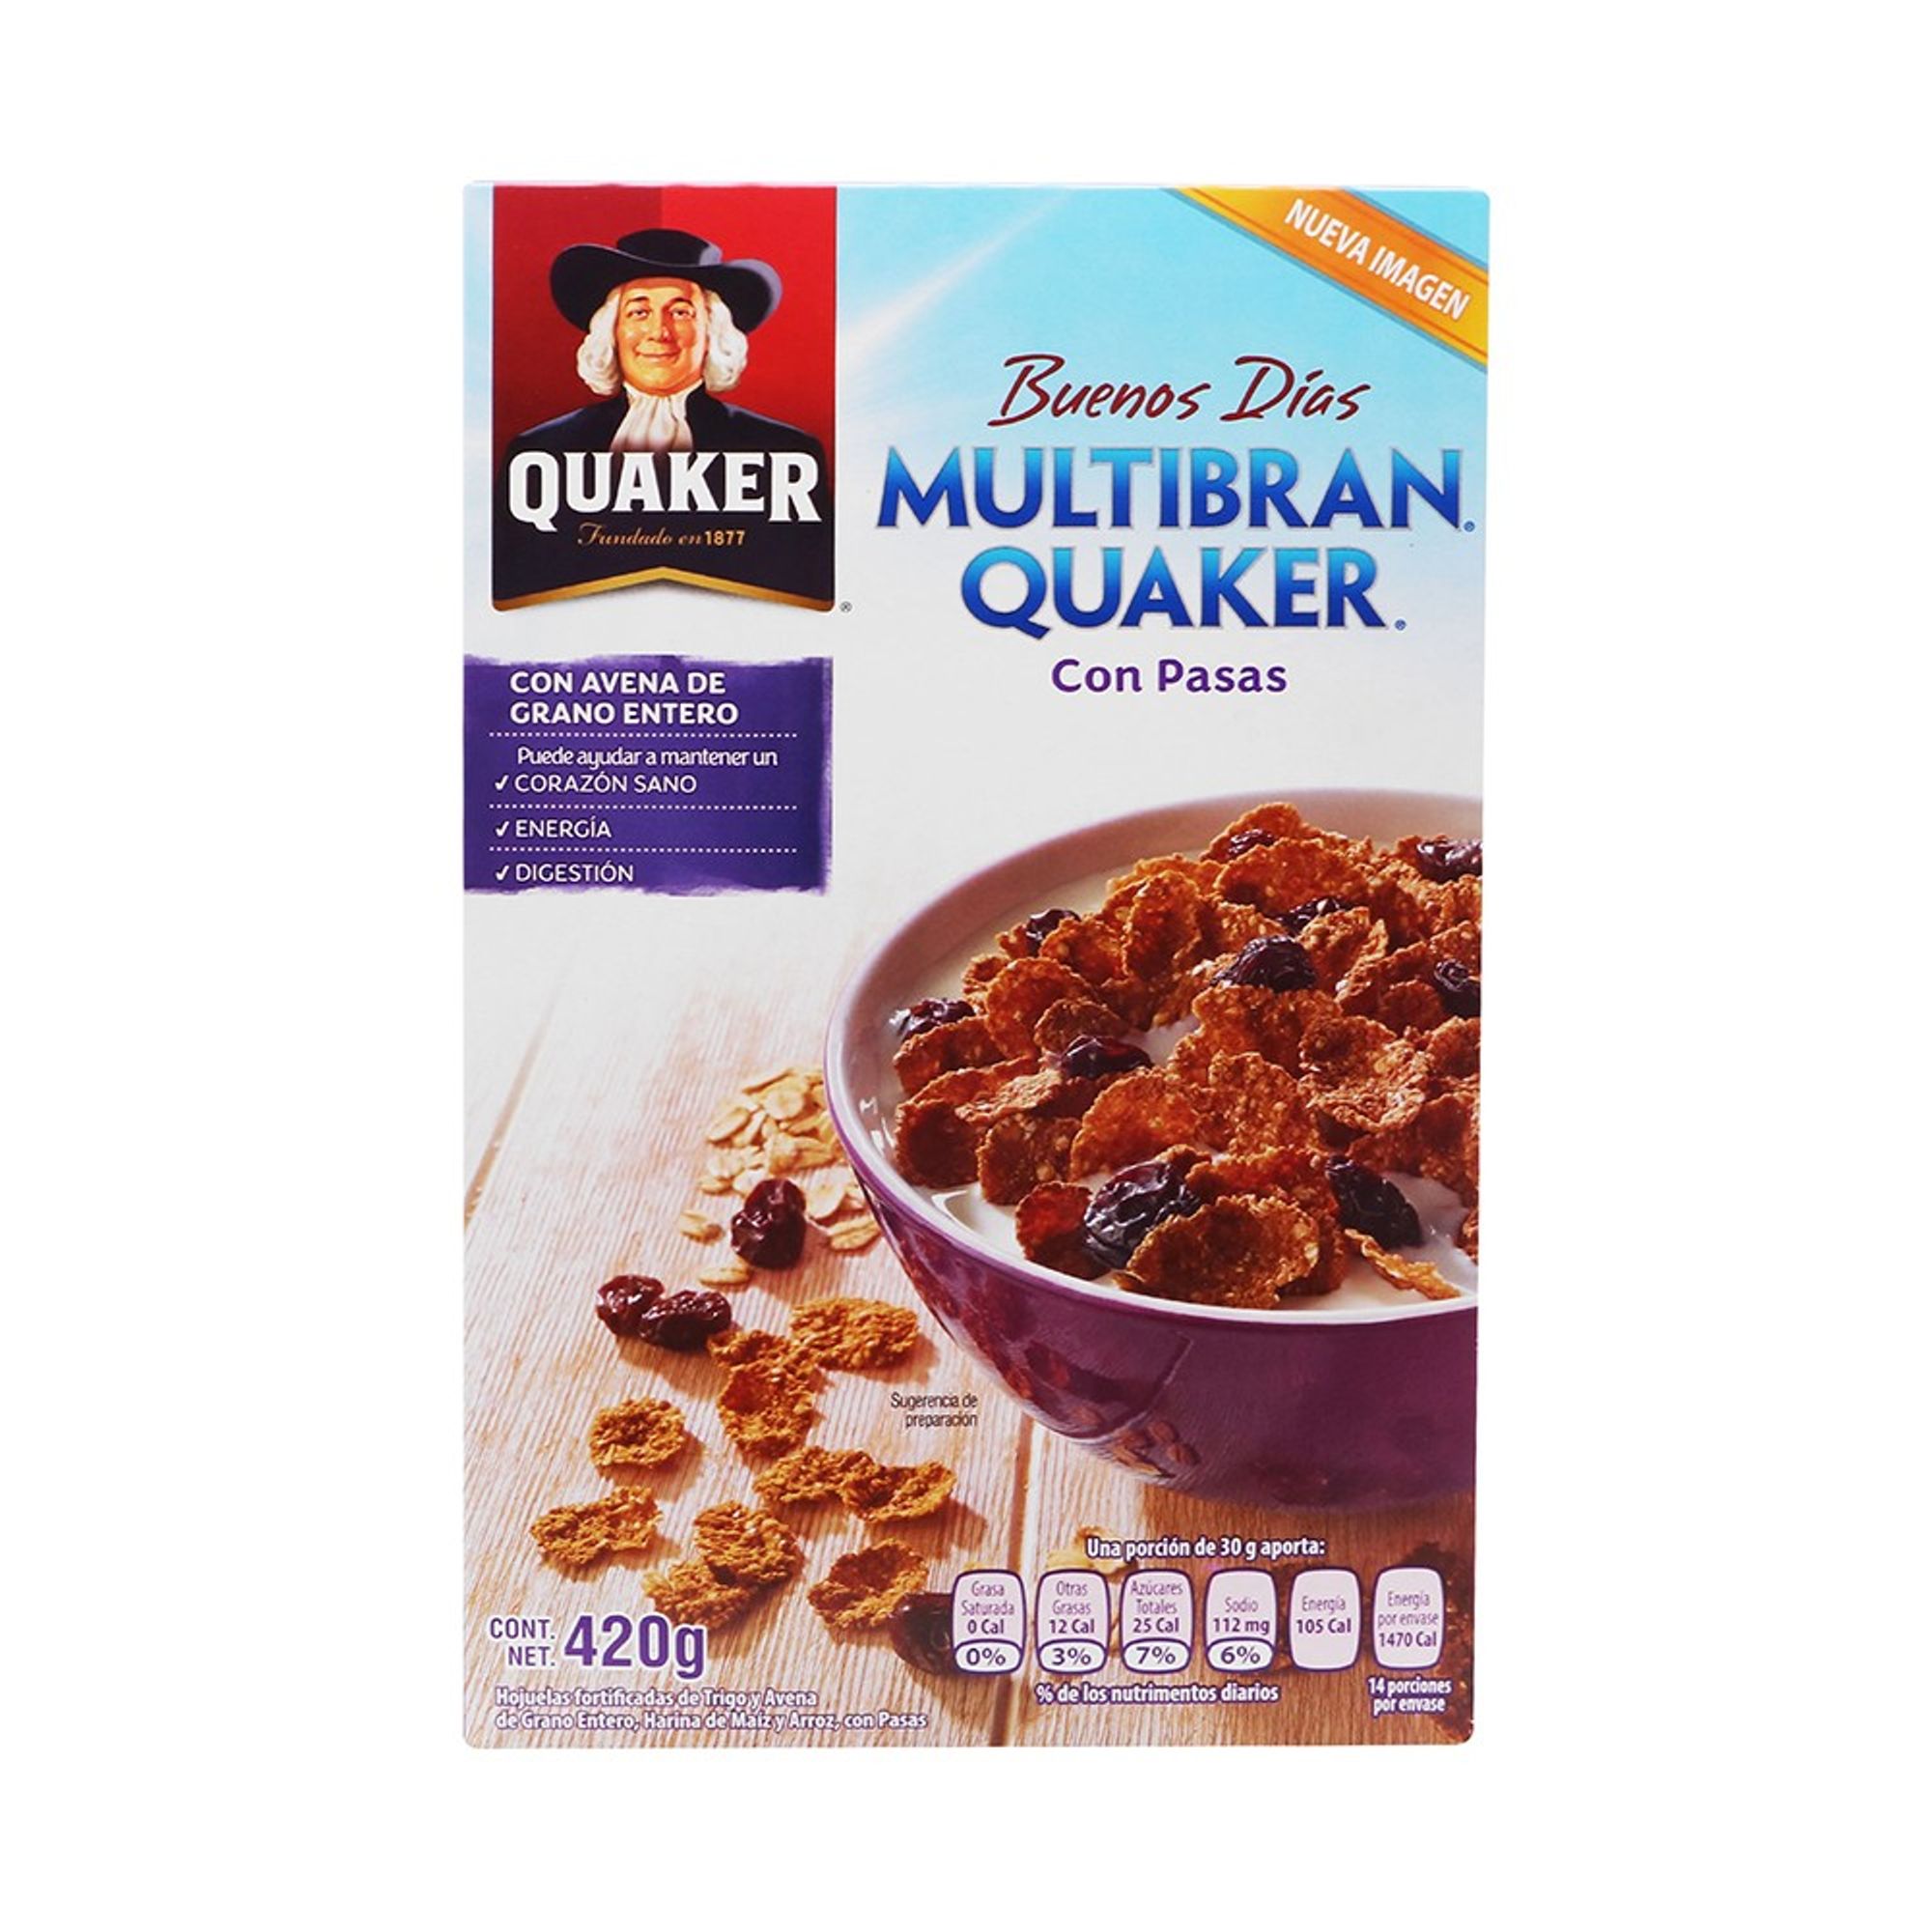 NUEVA IMAGEN
QUAKER
Fundado en 1877
®
Buenos Días
MULTIBRAN®
QUAKER®
Con Pasas
CON AVENA DE
GRANO ENTERO
Puede ayudar a mantener un
✓ CORAZÓN SANO
✓ ENERGÍA
✓ DIGESTIÓN
Sugerencia de
preparación
CONT.
NET. 420g
Hojuelas fortificadas de Trigo y Avena
de Grano Entero, Harina de Maíz y Arroz, con Pasas
Una porción de 30 g aporta:
Grasa
Saturada
0 Cal
0%
Otras
Grasas
12 Cal
3%
Azúcares
Totales
25 Cal
7%
Sodio
112 mg
6%
Energía
105 Cal
Energía
por envase
1470 Cal
% de los nutrimentos diarios
14 porciones
por envase